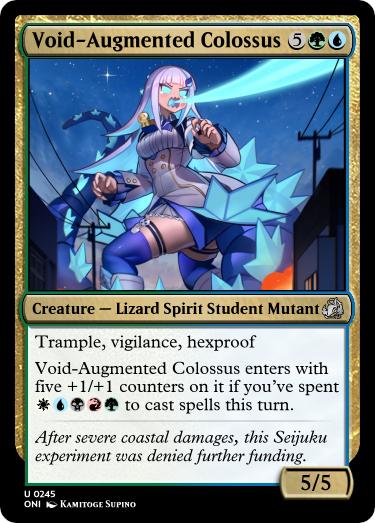 Void-Augmented Colossus 5
Creature — Lizard Spirit Student Mutant
Trample, vigilance, hexproof
Void-Augmented Colossus enters with
five +1/+1 counters on it if you've spent
to cast spells this turn.
After severe coastal damages, this Seijuku
experiment was denied further funding.
5/5
U 0245
ONI Kamitoge Supino